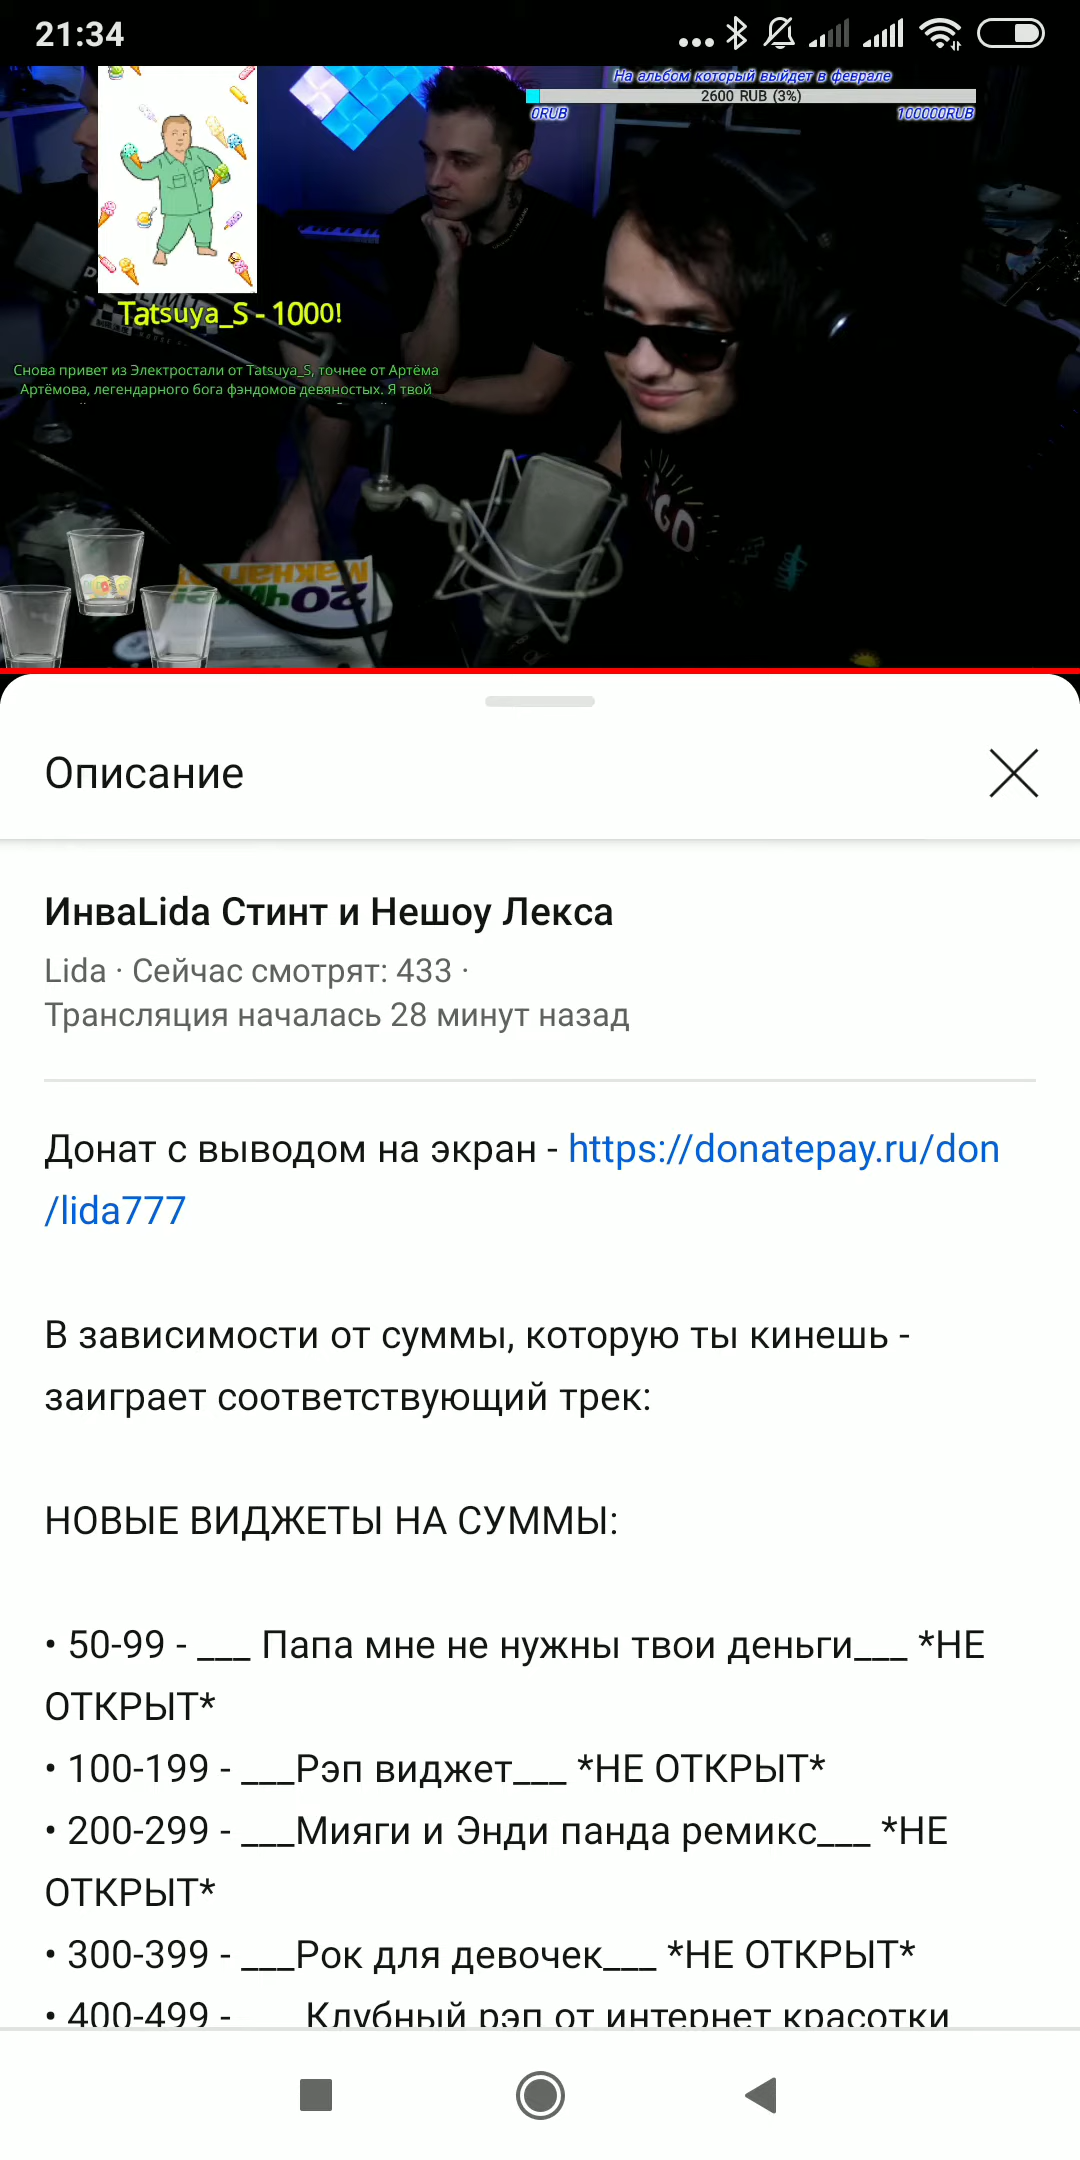 21:34
На альбом который выйдет в феврале
2600 RUB (3%)
0RUB
100000RUB
Tatsuya_S - 1000!
Снова привет из Электростали от Tatsuya_S, точнее от Артёма
Артёмова, легендарного бога фэндомов девяностых. Я твой
Описание
ИнваLida Стинт и Нешоу Лекса
Lida · Сейчас смотрят: 433 ·
Трансляция началась 28 минут назад
Донат с выводом на экран - https://donatepay.ru/don
/lida777
В зависимости от суммы, которую ты кинешь -
заиграет соответствующий трек:
НОВЫЕ ВИДЖЕТЫ НА СУММЫ:
• 50-99 - ___ Папа мне не нужны твои деньги___ *НЕ
ОТКРЫТ*
• 100-199 - ___Рэп виджет___ *НЕ ОТКРЫТ*
• 200-299 - ___Мияги и Энди панда ремикс___ *НЕ
ОТКРЫТ*
• 300-399 - ___Рок для девочек___ *НЕ ОТКРЫТ*
• 400-499 - Клубный рэп от интернет красотки